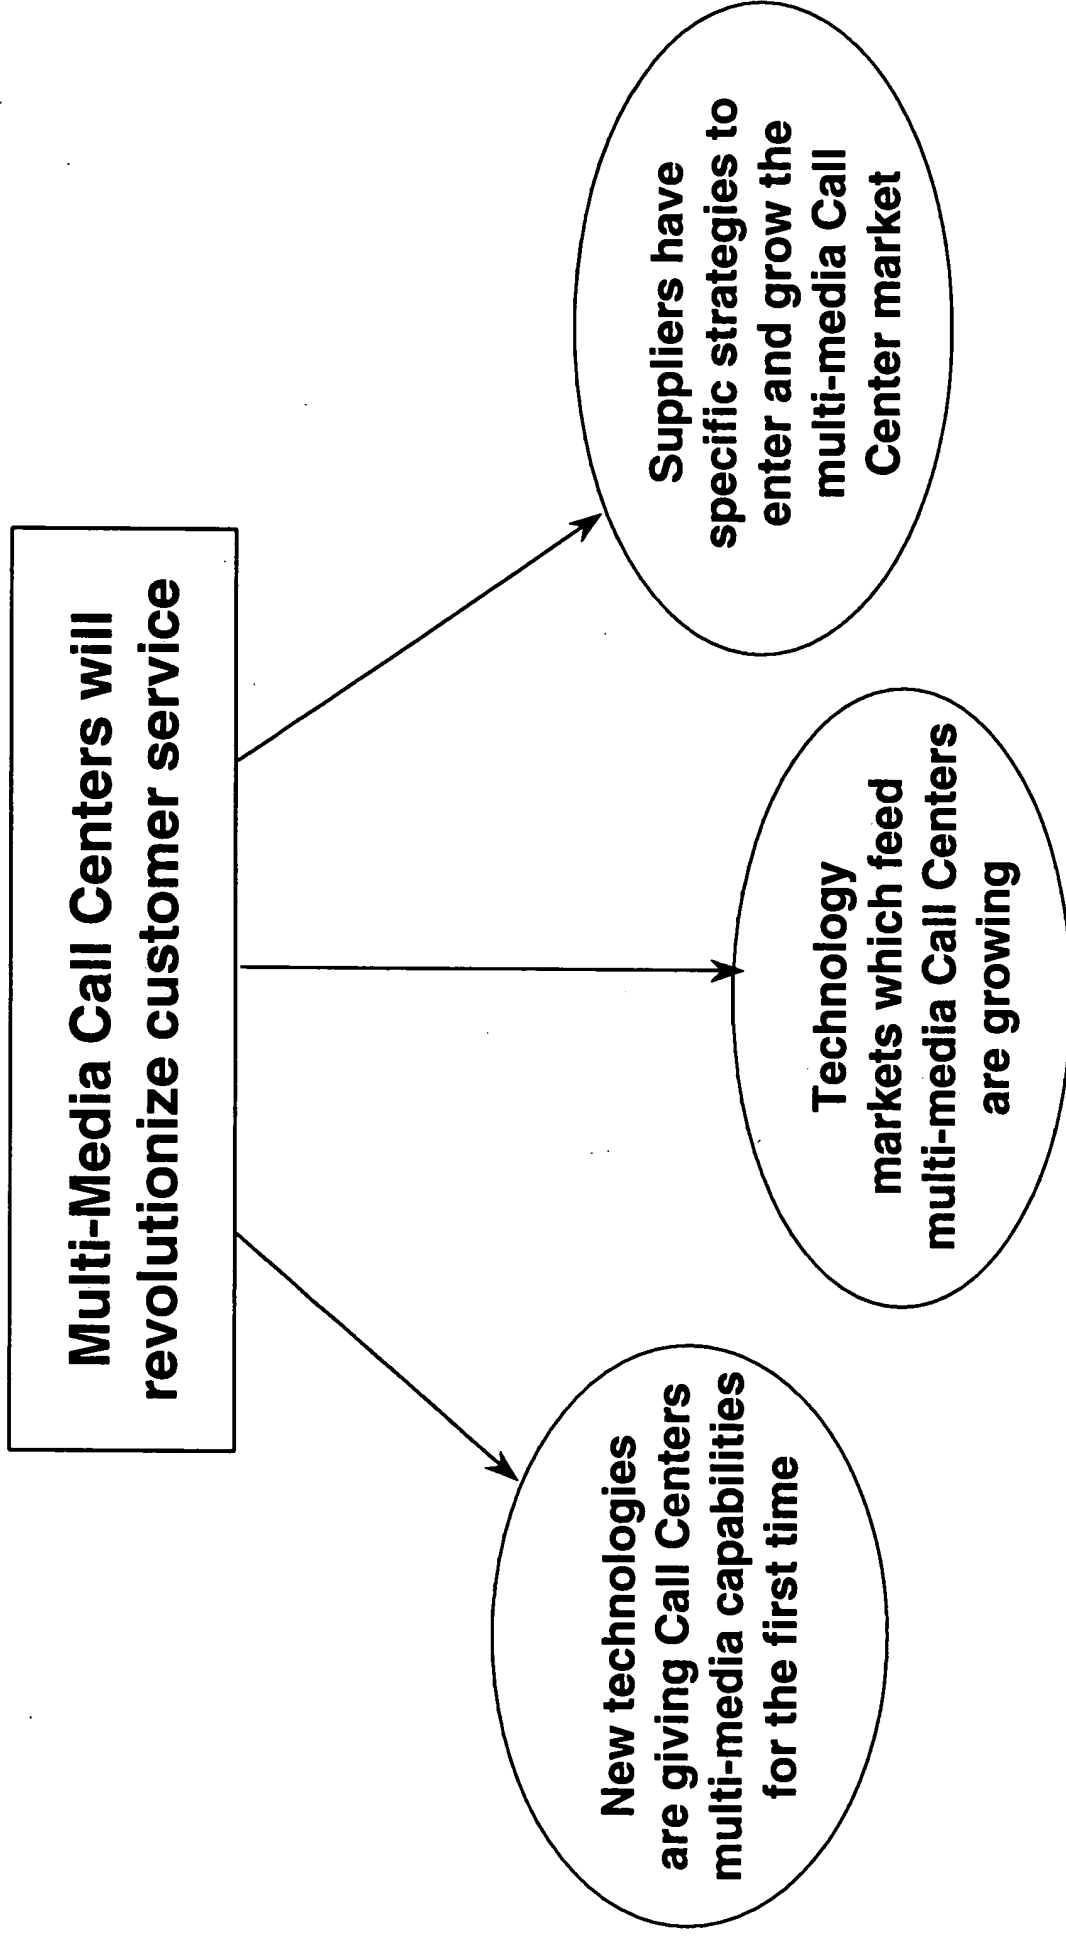 Multi-Media Call Centers will
revolutionize customer service
New technologies
are giving Call Centers
multi-media capabilities
for the first time
Technology
markets which feed
multi-media Call Centers
are growing
Suppliers have
specific strategies to
enter and grow the
multi-media Call
Center market